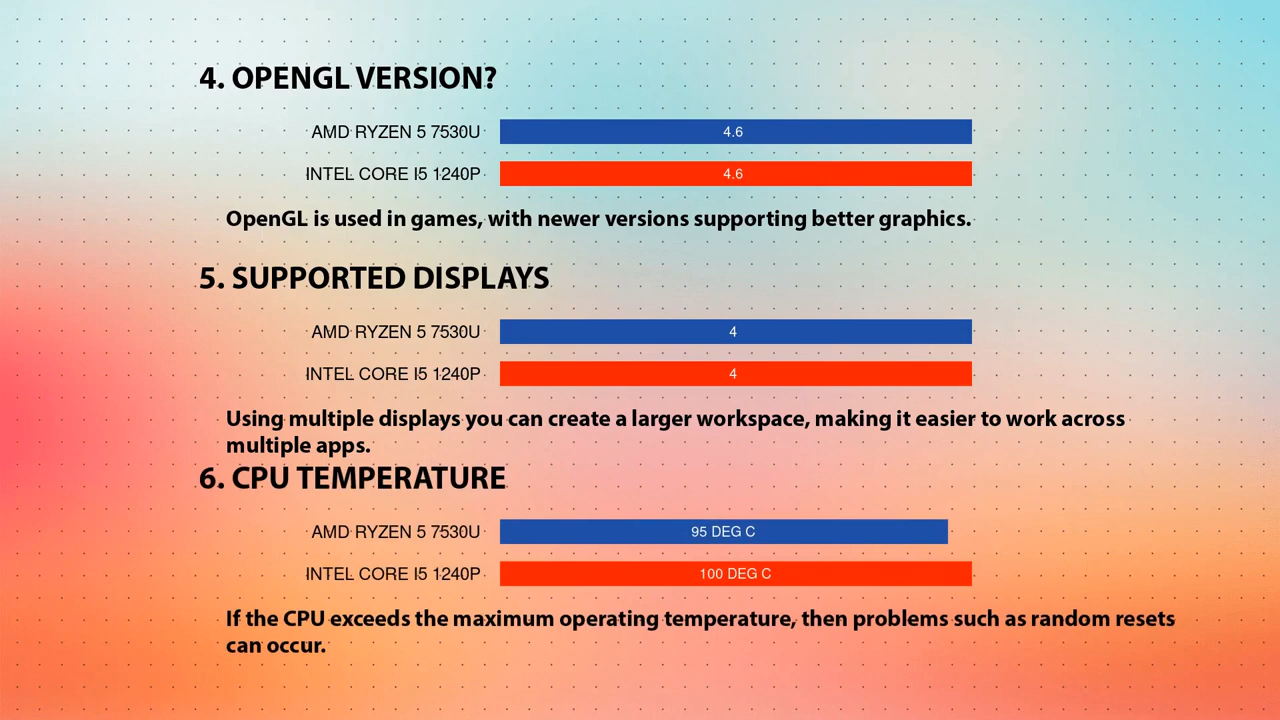 4. OPENGL VERSION?
AMD RYZEN 5 7530U
4.6
INTEL CORE I5 1240P
4.6
OpenGL is used in games, with newer versions supporting better graphics.
5. SUPPORTED DISPLAYS
AMD RYZEN 5 7530U
4
INTEL CORE I5 1240P
4
Using multiple displays you can create a larger workspace, making it easier to work across
multiple apps.
6. CPU TEMPERATURE
AMD RYZEN 5 7530U
95 DEG C
INTEL CORE I5 1240P
100 DEG C
If the CPU exceeds the maximum operating temperature, then problems such as random resets
can occur.